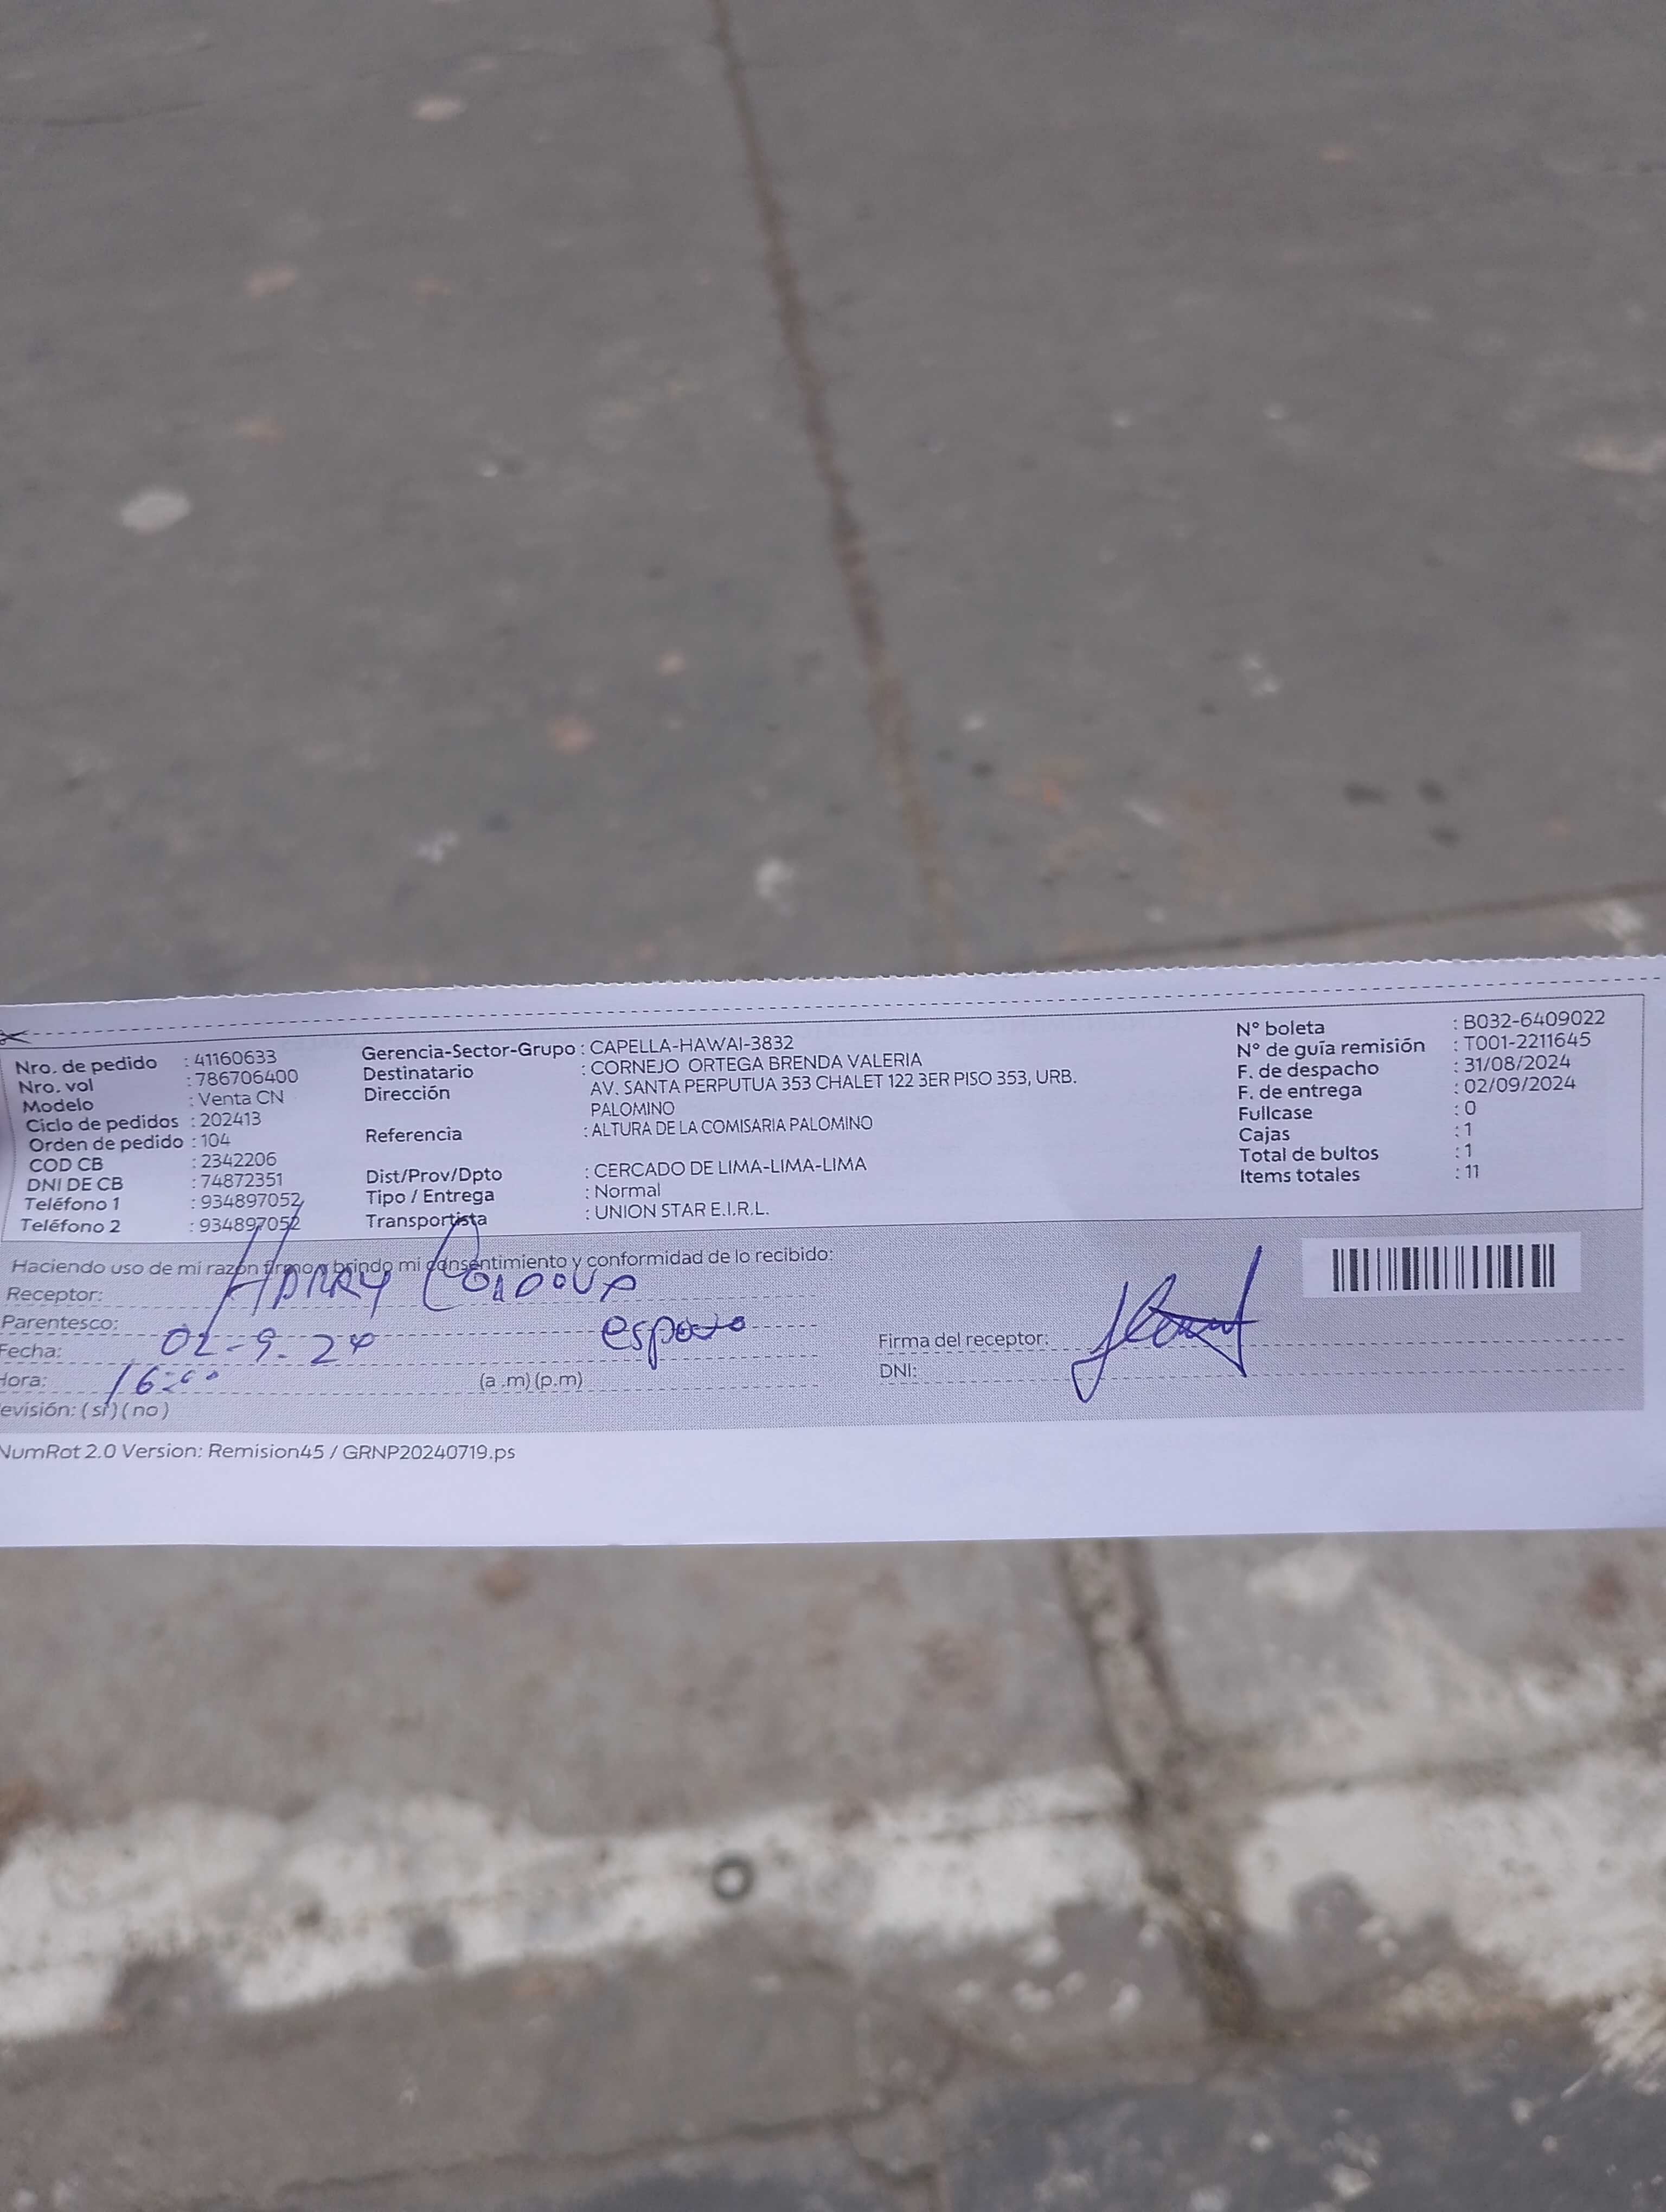 Nro. de pedido : 41160633
Nro. vol : 786706400
Modelo : Venta CN
Ciclo de pedidos : 202413
Orden de pedido : 104
COD CB : 2342206
DNI DE CB : 74872351
Teléfono 1 : 934897052
Teléfono 2 : 934897052
Gerencia-Sector-Grupo : CAPELLA-HAWAI-3832
Destinatario : CORNEJO ORTEGA BRENDA VALERIA
Dirección AV. SANTA PERPUTUA 353 CHALET 122 3ER PISO 353, URB.
PALOMINO
Referencia : ALTURA DE LA COMISARIA PALOMINO
Dist/Prov/Dpto : CERCADO DE LIMA-LIMA-LIMA
Tipo / Entrega : Normal
Transportista : UNION STAR E.I.R.L.
N° boleta : B032-6409022
N° de guía remisión : T001-2211645
F. de despacho : 31/08/2024
F. de entrega : 02/09/2024
Fullcase : 0
Cajas : 1
Total de bultos : 1
Items totales : 11
Haciendo uso de mi razón firmo y brindo mi consentimiento y conformidad de lo recibido:
Receptor: HARRY CORDOVA
Parentesco: esposo
Fecha: 02-9-24
Hora: 16:00 (a .m) (p.m)
evisión: ( si ) ( no )
Firma del receptor:
DNI:
NumRot 2.0 Version: Remision45 / GRNP20240719.ps